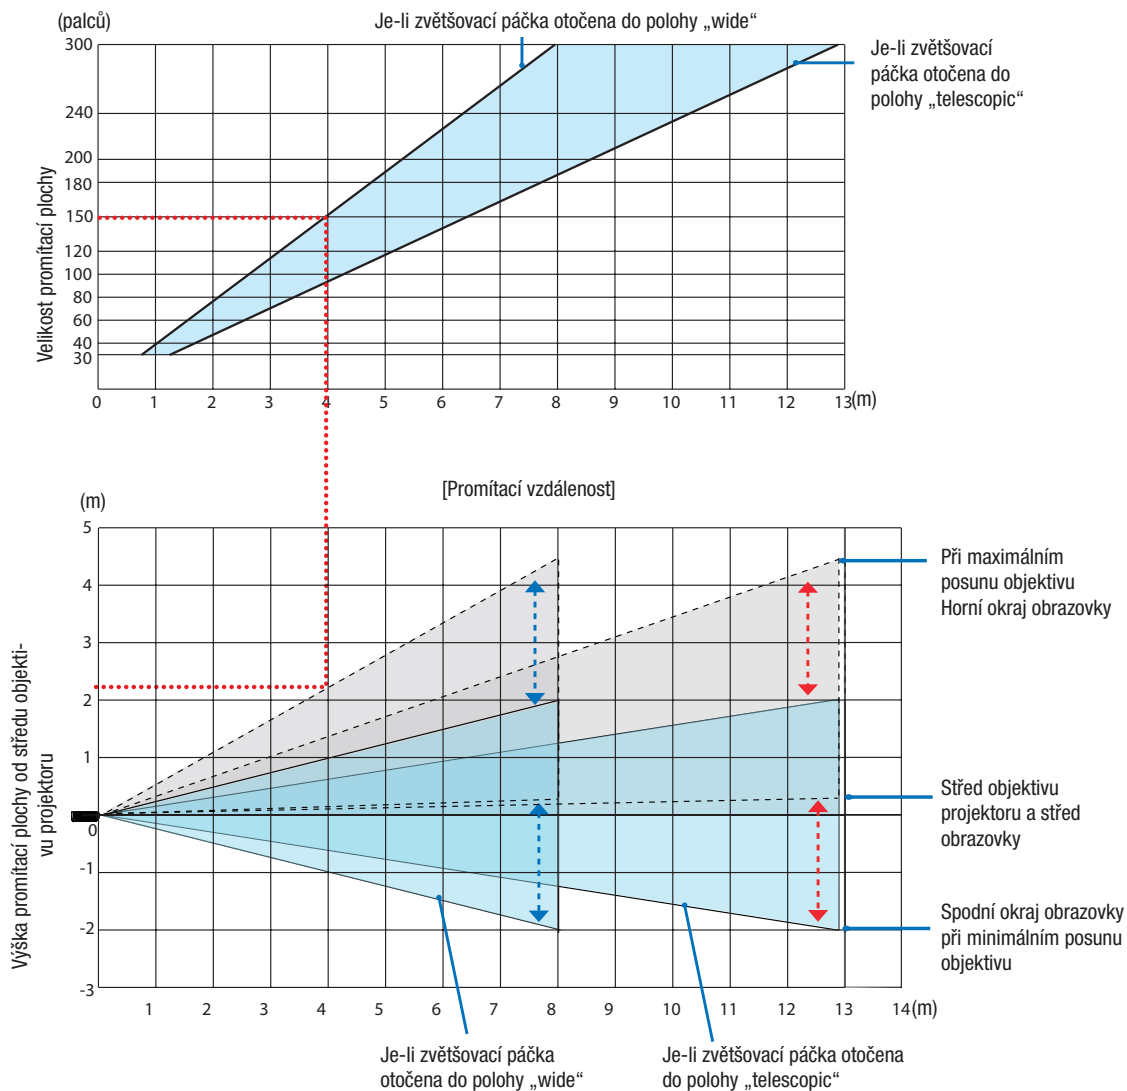 (palců)
Je-li zvětšovací páčka otočena do polohy „wide“
Je-li zvětšovací
páčka otočena do
polohy „telescopic“
Velikost promítací plochy
300
240
200
180
150
120
100
80
60
40
30
0 1 2 3 4 5 6 7 8 9 10 11 12 13 (m)
[Promítací vzdálenost]
(m)
Výška promítací plochy od středu objekti-
vu projektoru
5
4
3
2
1
0
-1
-2
-3
1 2 3 4 5 6 7 8 9 10 11 12 13 14 (m)
Při maximálním
posunu objektivu
Horní okraj obrazovky
Střed objektivu
projektoru a střed
obrazovky
Spodní okraj obrazovky
při minimálním posunu
objektivu
Je-li zvětšovací páčka
otočena do polohy „wide“
Je-li zvětšovací páčka otočena
do polohy „telescopic“